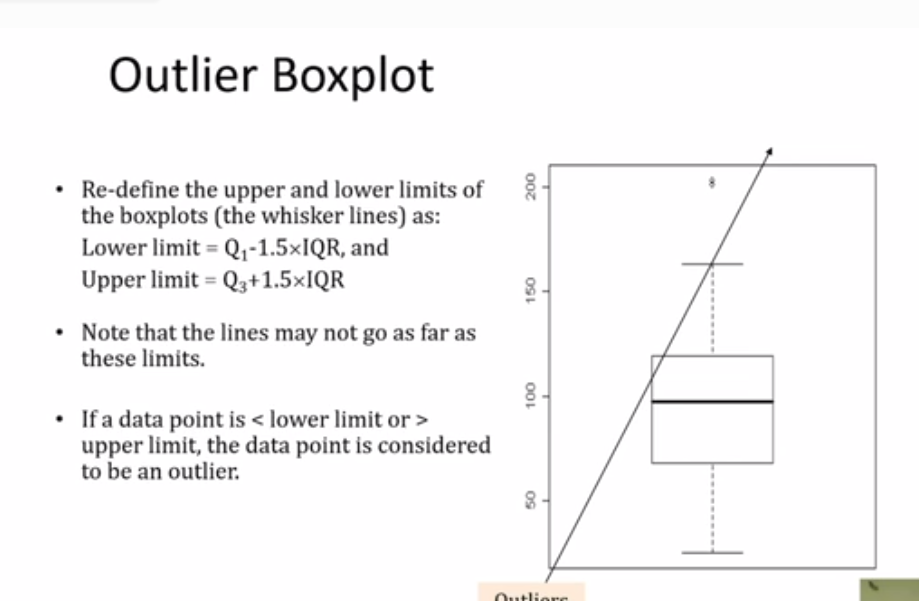 Outlier Boxplot
• Re-define the upper and lower limits of
the boxplots (the whisker lines) as:
Lower limit = Q₁-1.5×IQR, and
Upper limit = Q₃+1.5×IQR
• Note that the lines may not go as far as
these limits.
• If a data point is < lower limit or >
upper limit, the data point is considered
to be an outlier.
200
150
100
50
Outliers